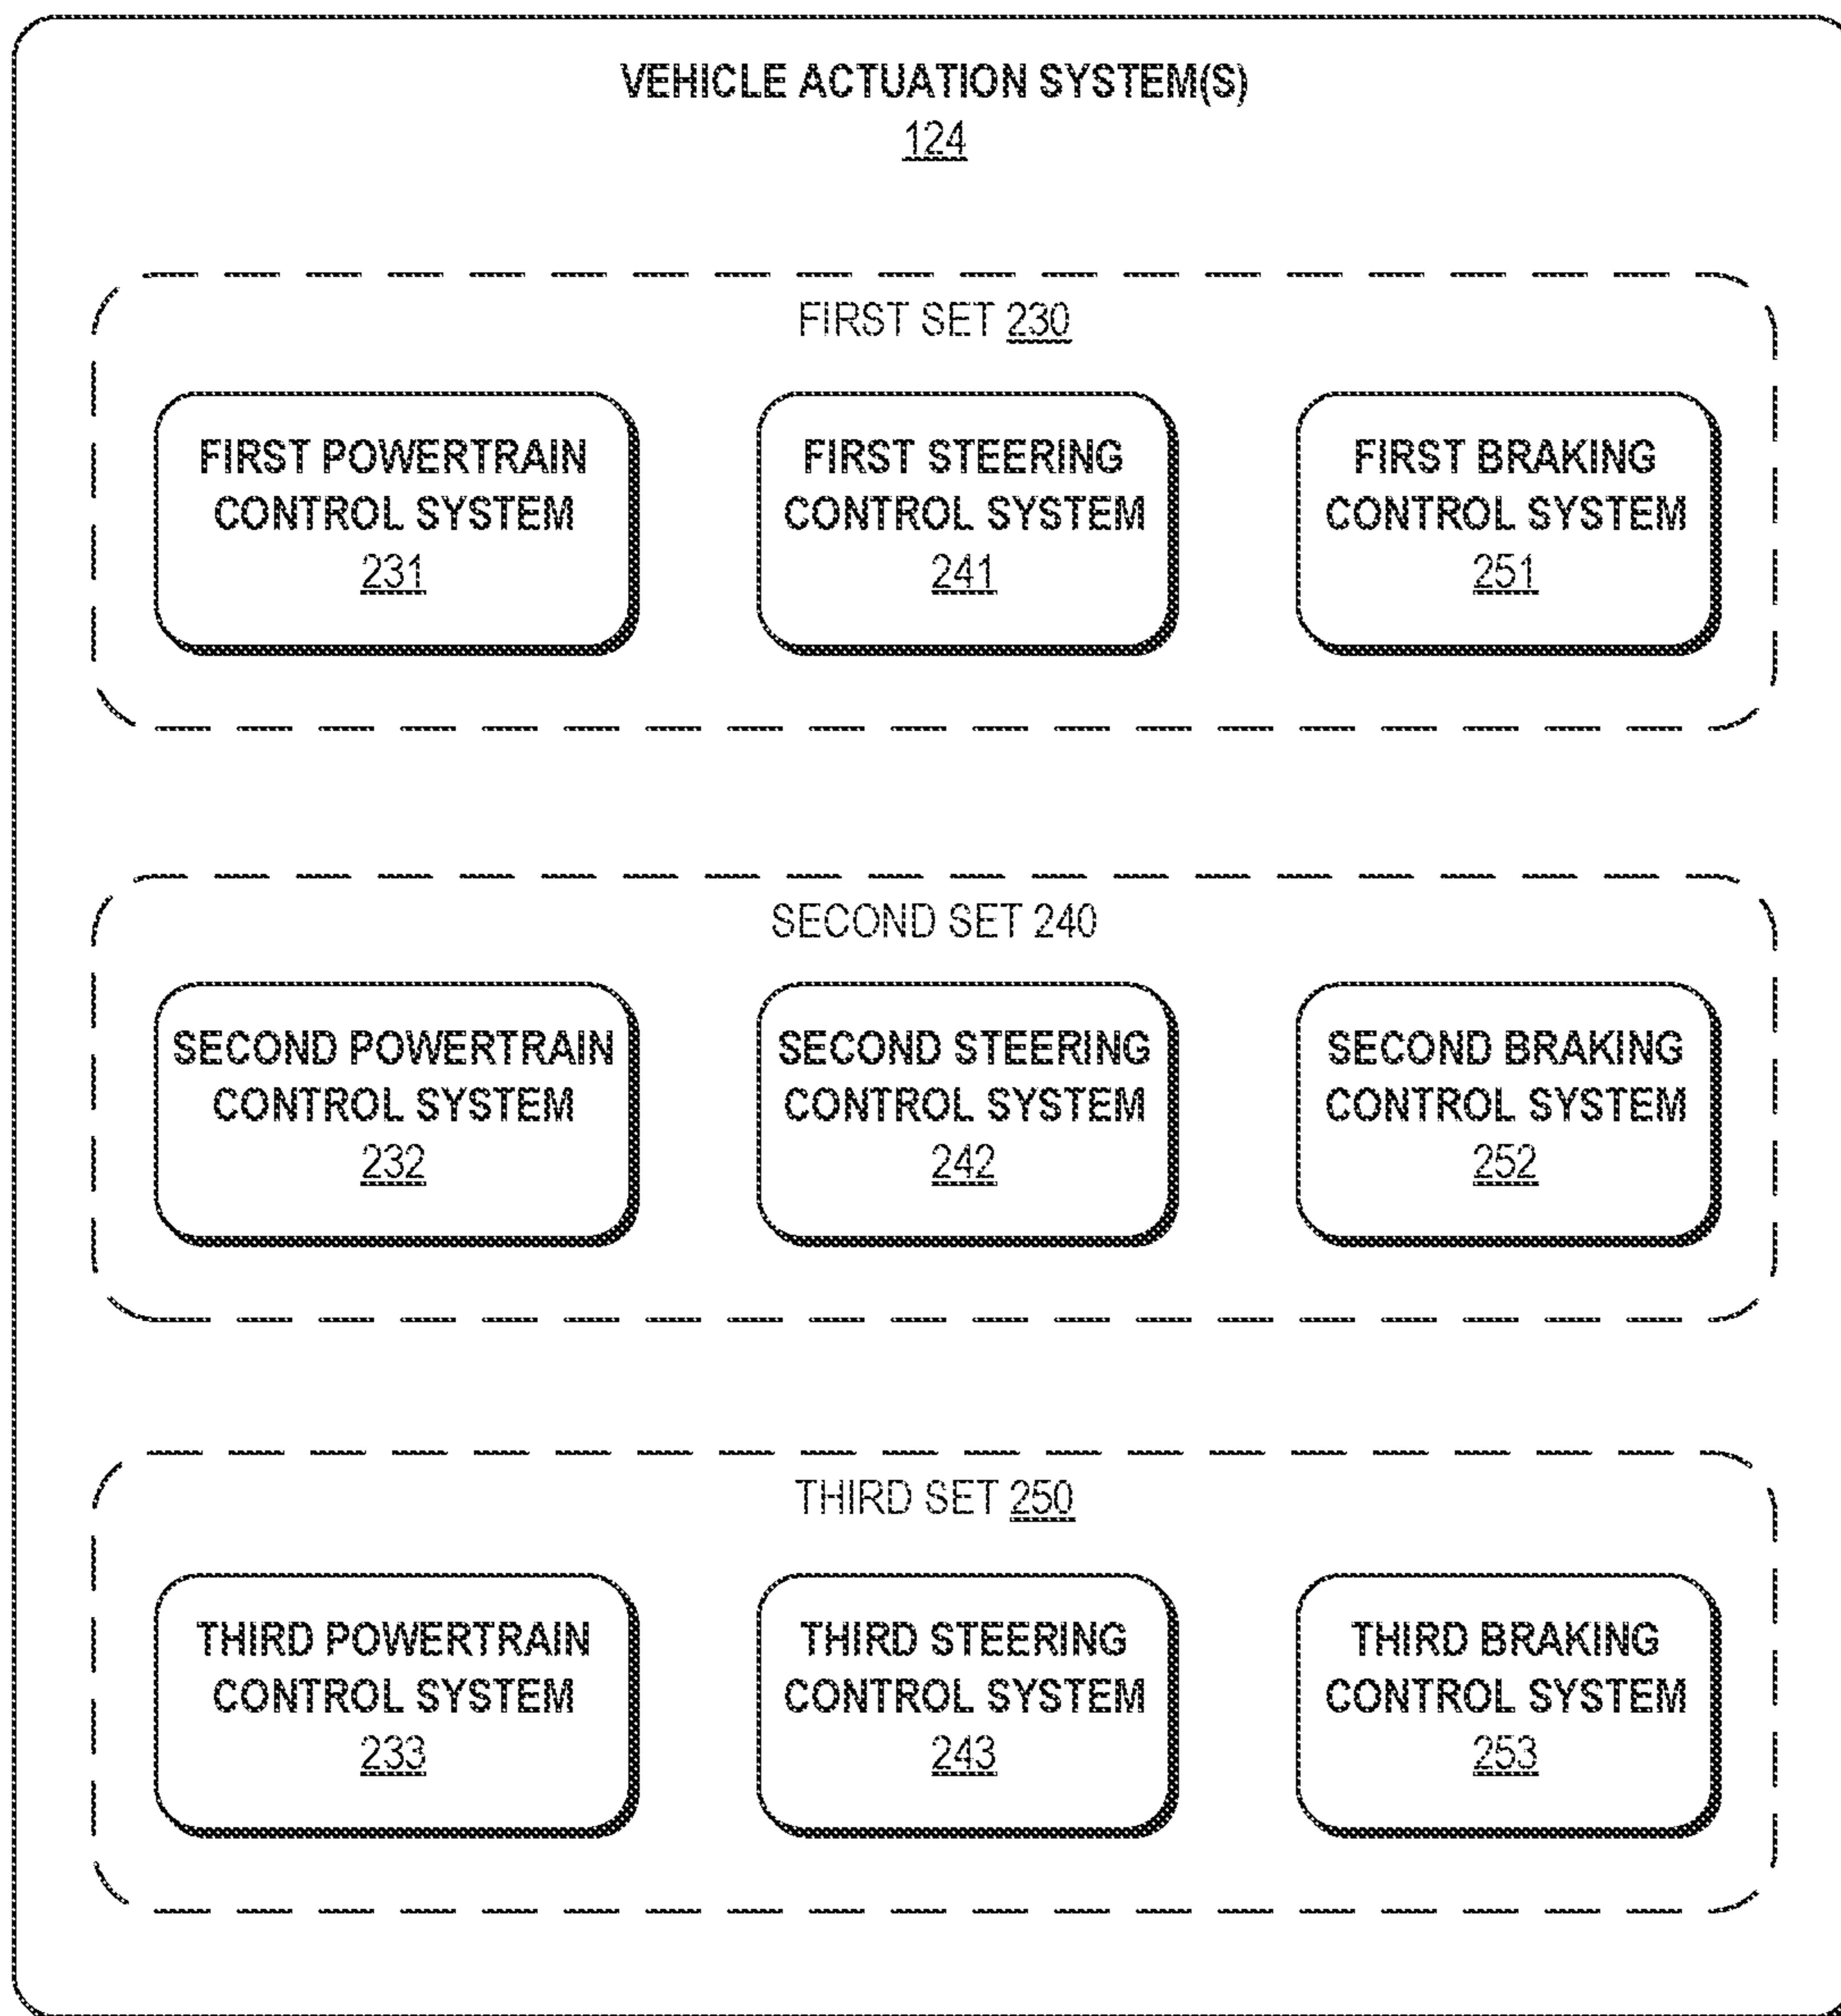 VEHICLE ACTUATION SYSTEM(S)
124
FIRST SET 230
FIRST POWERTRAIN
CONTROL SYSTEM
231
FIRST STEERING
CONTROL SYSTEM
241
FIRST BRAKING
CONTROL SYSTEM
251
SECOND SET 240
SECOND POWERTRAIN
CONTROL SYSTEM
232
SECOND STEERING
CONTROL SYSTEM
242
SECOND BRAKING
CONTROL SYSTEM
252
THIRD SET 250
THIRD POWERTRAIN
CONTROL SYSTEM
233
THIRD STEERING
CONTROL SYSTEM
243
THIRD BRAKING
CONTROL SYSTEM
253